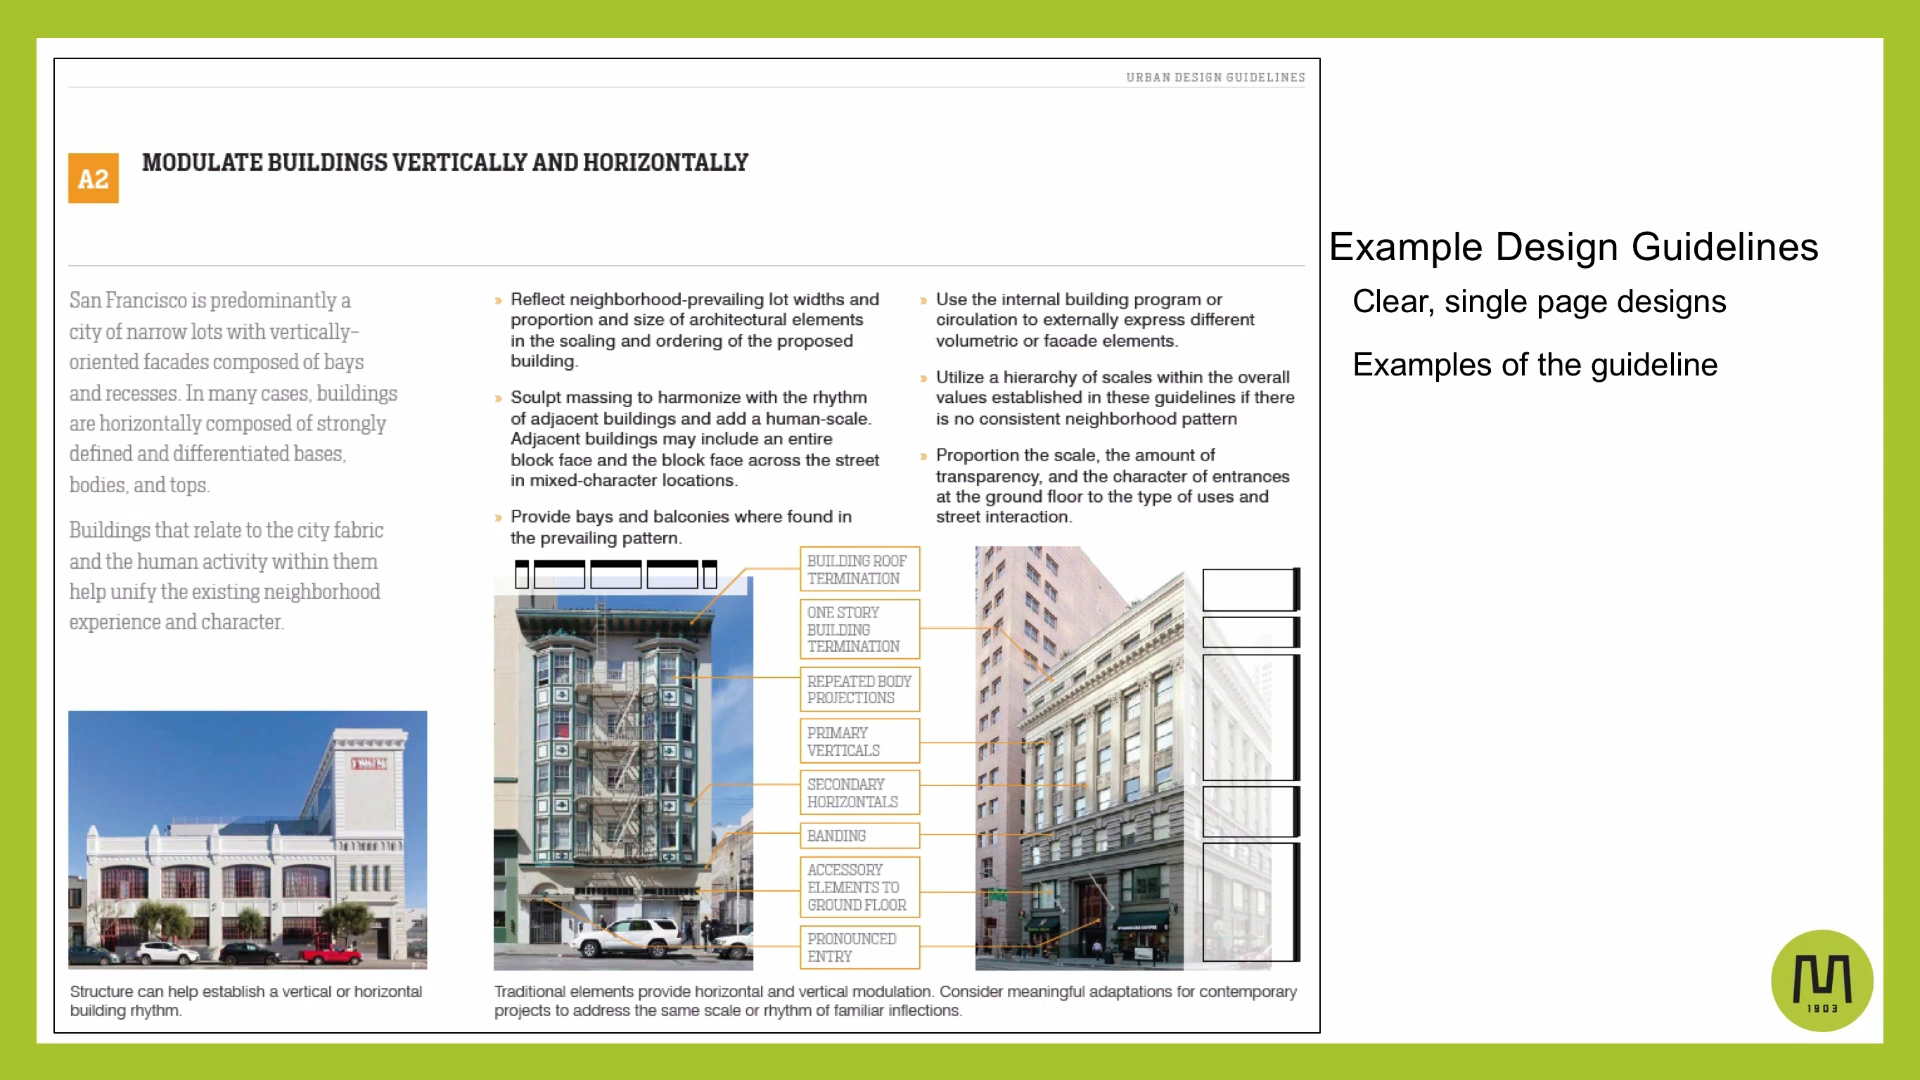 URBAN DESIGN GUIDELINES
A2
MODULATE BUILDINGS VERTICALLY AND HORIZONTALLY
San Francisco is predominantly a
city of narrow lots with vertically-
oriented facades composed of bays
and recesses. In many cases, buildings
are horizontally composed of strongly
defined and differentiated bases,
bodies, and tops.
Buildings that relate to the city fabric
and the human activity within them
help unify the existing neighborhood
experience and character.
Structure can help establish a vertical or horizontal
building rhythm.
» Reflect neighborhood-prevailing lot widths and
proportion and size of architectural elements
in the scaling and ordering of the proposed
building.
» Sculpt massing to harmonize with the rhythm
of adjacent buildings and add a human-scale.
Adjacent buildings may include an entire
block face and the block face across the street
in mixed-character locations.
» Provide bays and balconies where found in
the prevailing pattern.
» Use the internal building program or
circulation to externally express different
volumetric or facade elements.
» Utilize a hierarchy of scales within the overall
values established in these guidelines if there
is no consistent neighborhood pattern
» Proportion the scale, the amount of
transparency, and the character of entrances
at the ground floor to the type of uses and
street interaction.
BUILDING ROOF
TERMINATION
ONE STORY
BUILDING
TERMINATION
REPEATED BODY
PROJECTIONS
PRIMARY
VERTICALS
SECONDARY
HORIZONTALS
BANDING
ACCESSORY
ELEMENTS TO
GROUND FLOOR
PRONOUNCED
ENTRY
Traditional elements provide horizontal and vertical modulation. Consider meaningful adaptations for contemporary
projects to address the same scale or rhythm of familiar inflections.
Example Design Guidelines
Clear, single page designs
Examples of the guideline
M
1903